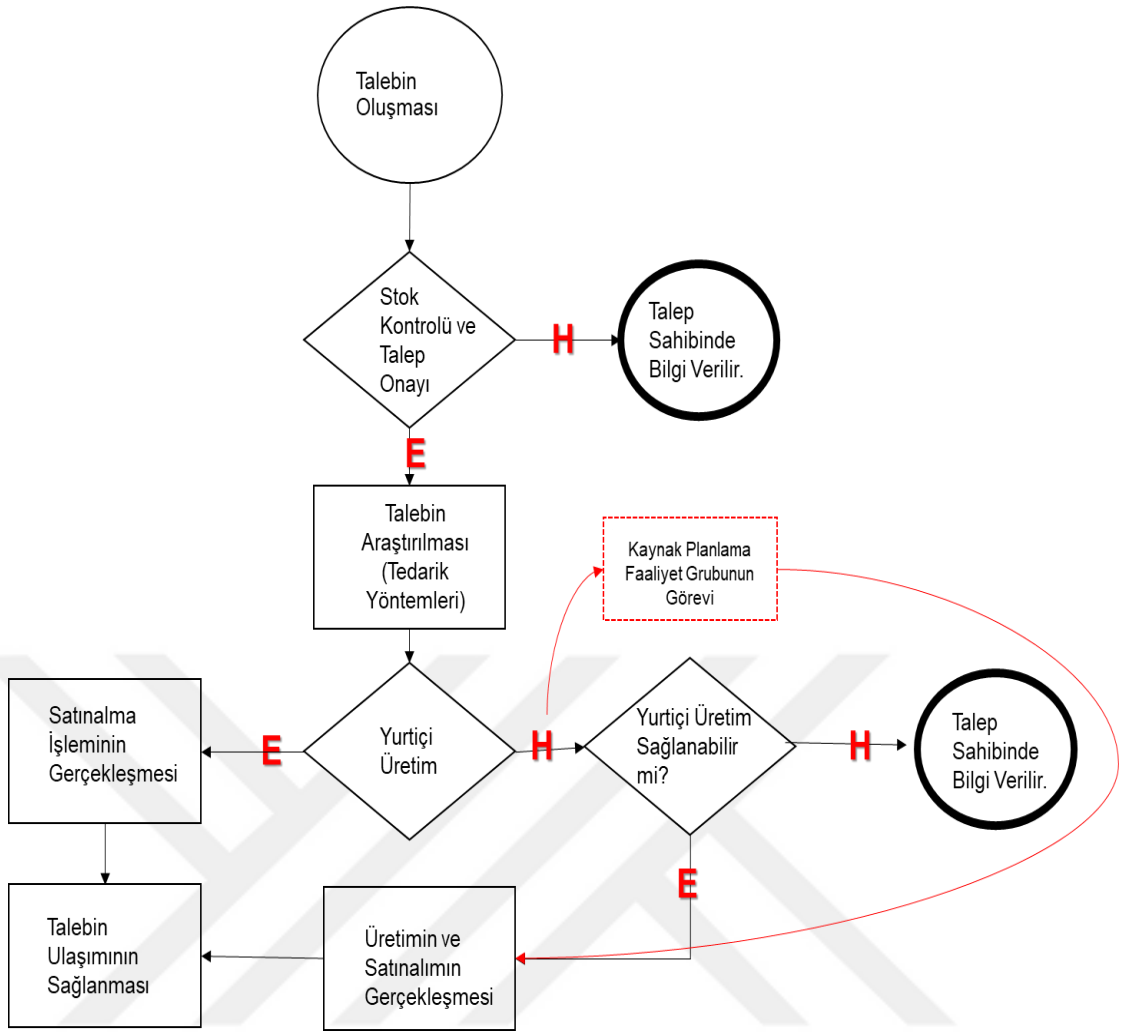 Talebin
Oluşması
Stok
Kontrolü ve
Talep
Onayı
H
Talep
Sahibinde
Bilgi Verilir.
E
Talebin
Araştırılması
(Tedarik
Yöntemleri)
Kaynak Planlama
Faaliyet Grubunun
Görevi
Satınalma
İşleminin
Gerçekleşmesi
E
Yurtiçi
Üretim
H
Yurtiçi Üretim
Sağlanabilir
mi?
H
Talep
Sahibinde
Bilgi Verilir.
E
Talebin
Ulaşımının
Sağlanması
Üretimin ve
Satınalımın
Gerçekleşmesi